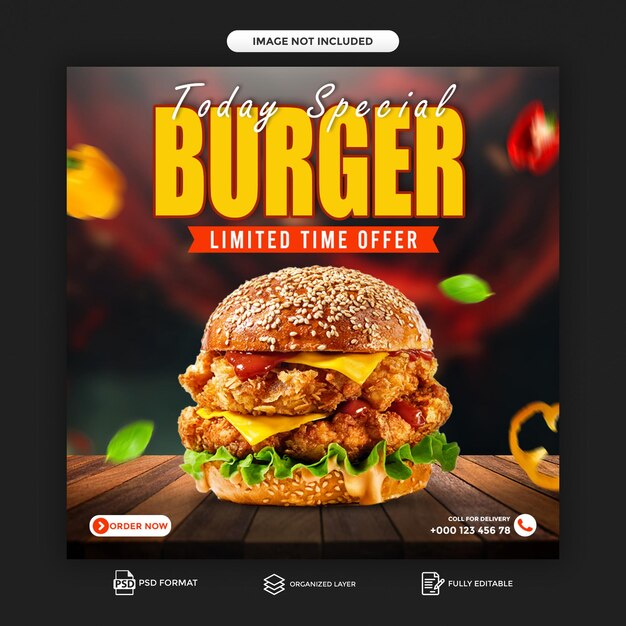 IMAGE NOT INCLUDED
Today Special
BURGER
LIMITED TIME OFFER
ORDER NOW
COLL FOR DELIVERY
+000 123 456 78
PSD
PSD FORMAT
ORGANIZED LAYER
FULLY EDITABLE